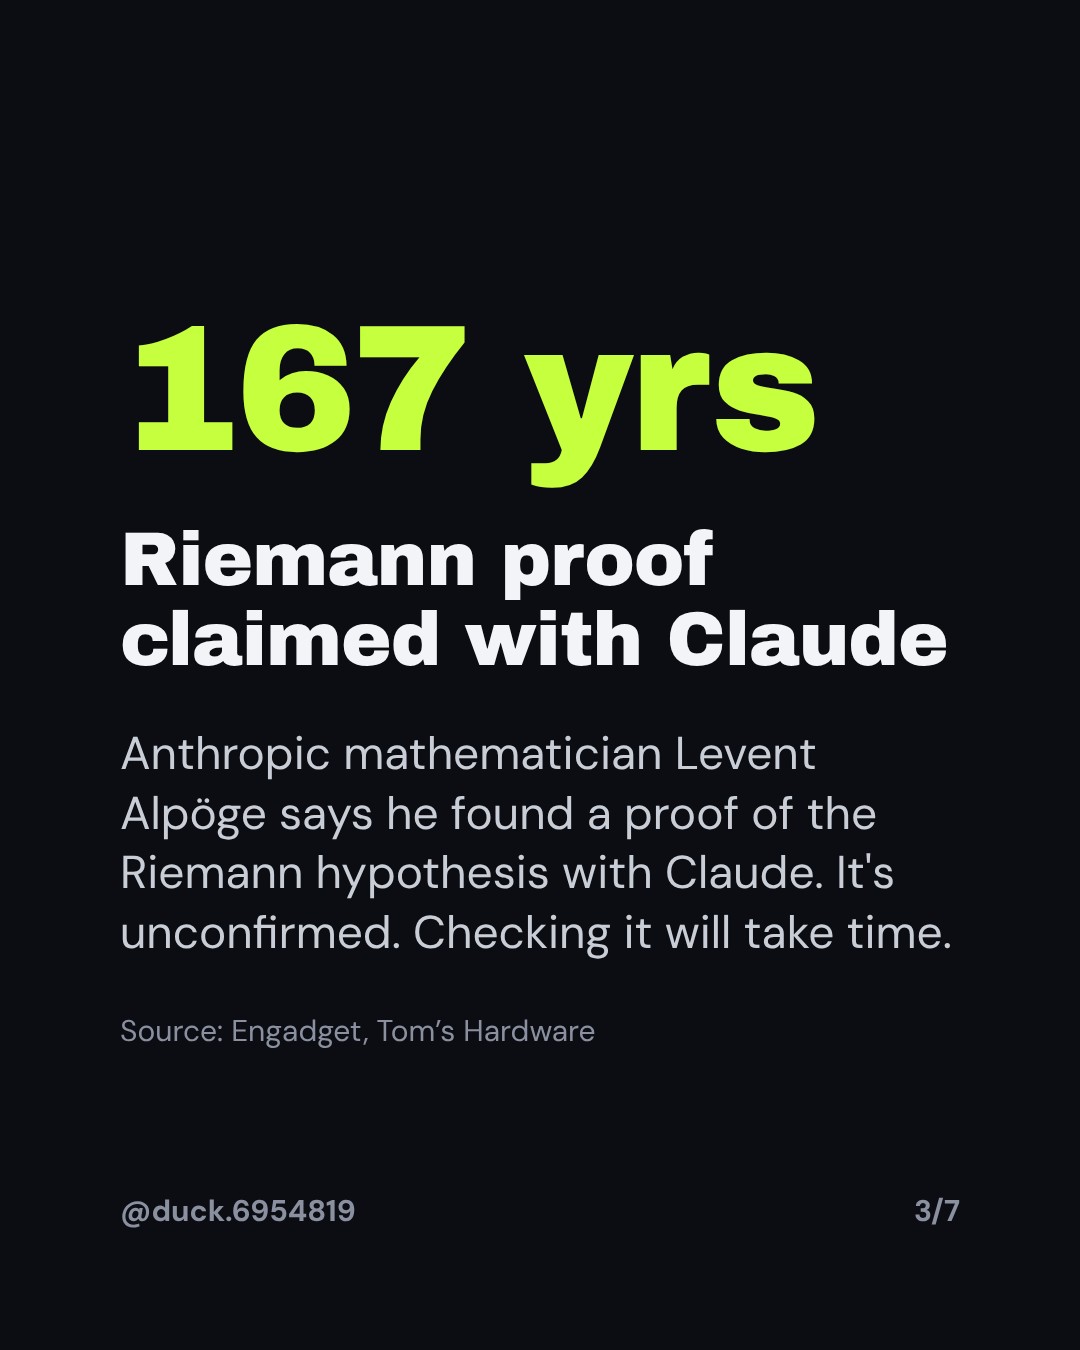 167 yrs
Riemann proof
claimed with Claude
Anthropic mathematician Levent
Alpöge says he found a proof of the
Riemann hypothesis with Claude. It's
unconfirmed. Checking it will take time.
Source: Engadget, Tom’s Hardware
@duck.6954819
3/7